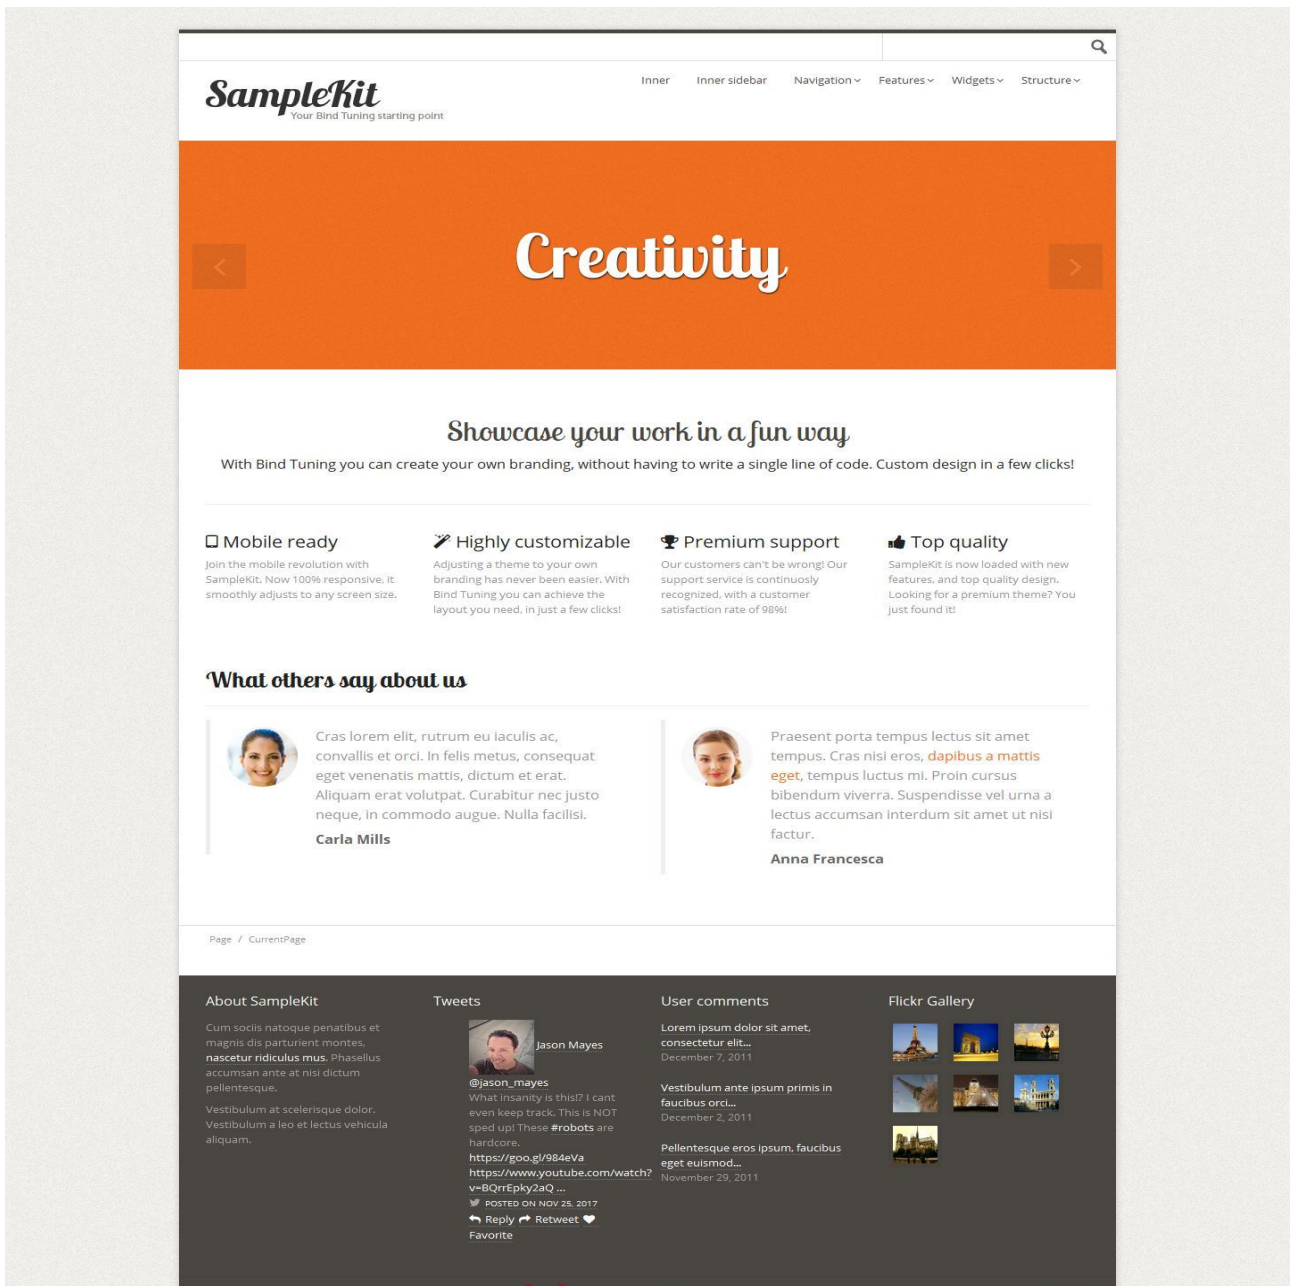 SampleKit
Your Bind Tuning starting point
Inner Inner sidebar Navigation Features Widgets Structure
Creativity
Showcase your work in a fun way
With Bind Tuning you can create your own branding, without having to write a single line of code. Custom design in a few clicks!
Mobile ready
Join the mobile revolution with
SampleKit. Now 100% responsive, it
smoothly adjusts to any screen size.
Highly customizable
Adjusting a theme to your own
branding has never been easier. With
Bind Tuning you can achieve the
layout you need, in just a few clicks!
Premium support
Our customers can't be wrong! Our
support service is continuosly
recognized, with a customer
satisfaction rate of 98%!
Top quality
SampleKit is now loaded with new
features, and top quality design.
Looking for a premium theme? You
just found it!
What others say about us
Cras lorem elit, rutrum eu iaculis ac,
convallis et orci. In felis metus, consequat
eget venenatis mattis, dictum et erat.
Aliquam erat volutpat. Curabitur nec justo
neque, in commodo augue. Nulla facilisi.
Carla Mills
Praesent porta tempus lectus sit amet
tempus. Cras nisi eros, dapibus a mattis
eget, tempus luctus mi. Proin cursus
bibendum viverra. Suspendisse vel urna a
lectus accumsan interdum sit amet ut nisi
factur.
Anna Francesca
Page / CurrentPage
About SampleKit
Cum sociis natoque penatibus et
magnis dis parturient montes,
nascetur ridiculus mus. Phasellus
accumsan ante at nisi dictum
pellentesque.
Vestibulum at scelerisque dolor.
Vestibulum a leo et lectus vehicula
aliquam.
Tweets
Jason Mayes
@jason_mayes
What insanity is this!? I cant
even keep track. This is NOT
sped up! These #robots are
hardcore.
https://goo.gl/984eVa
https://www.youtube.com/watch?
v=BQrrEpky2aQ ...
POSTED ON NOV 25, 2017
Reply Retweet
Favorite
User comments
Lorem ipsum dolor sit amet,
consectetur elit...
December 7, 2011
Vestibulum ante ipsum primis in
faucibus orci...
December 2, 2011
Pellentesque eros ipsum, faucibus
eget euismod...
November 29, 2011
Flickr Gallery